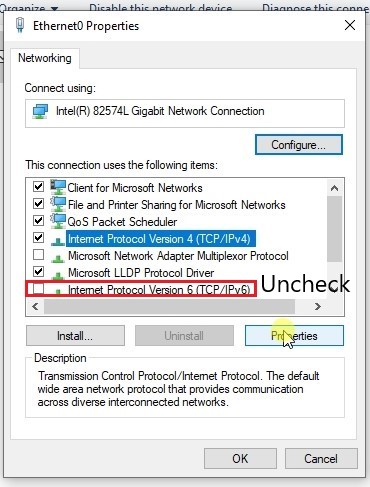 Organize
Disable this network device
Diagnose this conne
Ethernet0 Properties
Networking
Connect using:
Intel(R) 82574L Gigabit Network Connection
Configure...
This connection uses the following items:
Client for Microsoft Networks
File and Printer Sharing for Microsoft Networks
QoS Packet Scheduler
Internet Protocol Version 4 (TCP/IPv4)
Microsoft Network Adapter Multiplexor Protocol
Microsoft LLDP Protocol Driver
Internet Protocol Version 6 (TCP/IPv6)
Uncheck
Install...
Uninstall
Properties
Description
Transmission Control Protocol/Internet Protocol. The default
wide area network protocol that provides communication
across diverse interconnected networks.
OK
Cancel